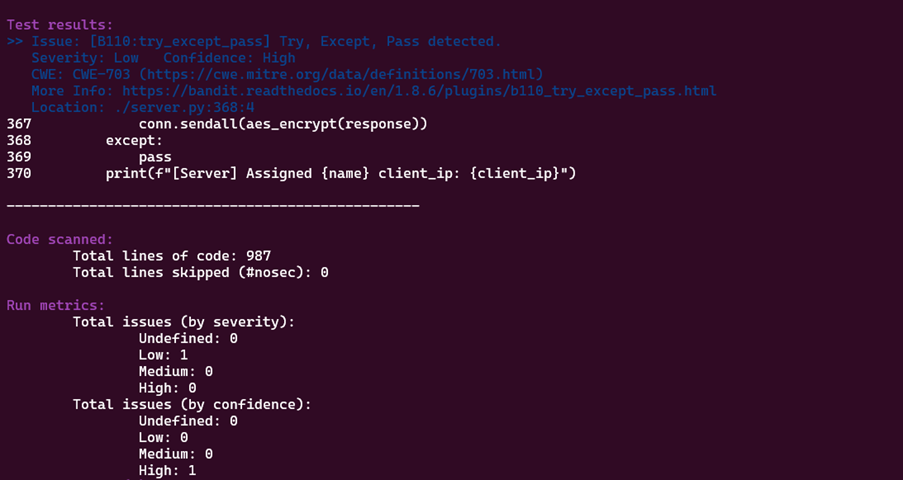 Test results:
>> Issue: [B110:try_except_pass] Try, Except, Pass detected.
   Severity: Low   Confidence: High
   CWE: CWE-703 (https://cwe.mitre.org/data/definitions/703.html)
   More Info: https://bandit.readthedocs.io/en/1.8.6/plugins/b110_try_except_pass.html
   Location: ./server.py:368:4
367             conn.sendall(aes_encrypt(response))
368         except:
369             pass
370         print(f"[Server] Assigned {name} client_ip: {client_ip}")
--------------------------------------------------
Code scanned:
        Total lines of code: 987
        Total lines skipped (#nosec): 0
Run metrics:
        Total issues (by severity):
                Undefined: 0
                Low: 1
                Medium: 0
                High: 0
        Total issues (by confidence):
                Undefined: 0
                Low: 0
                Medium: 0
                High: 1